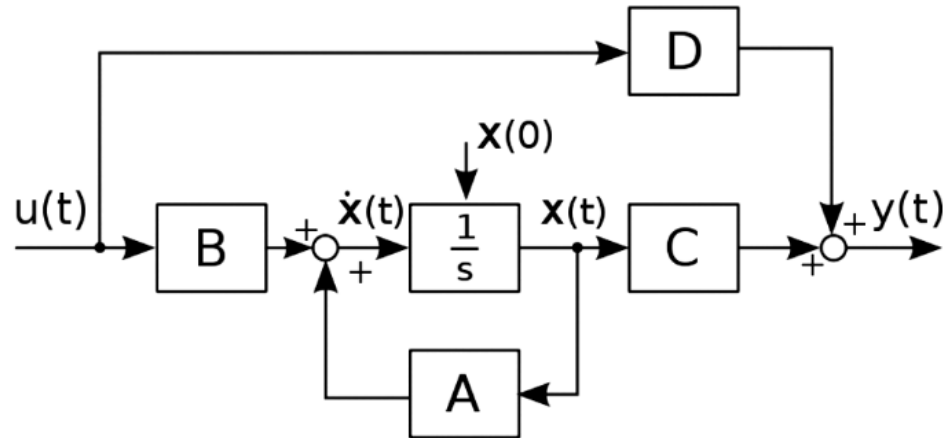 D
x(0)
u(t)
B
+
+
ẋ(t)
1
s
x(t)
C
+
+
y(t)
A